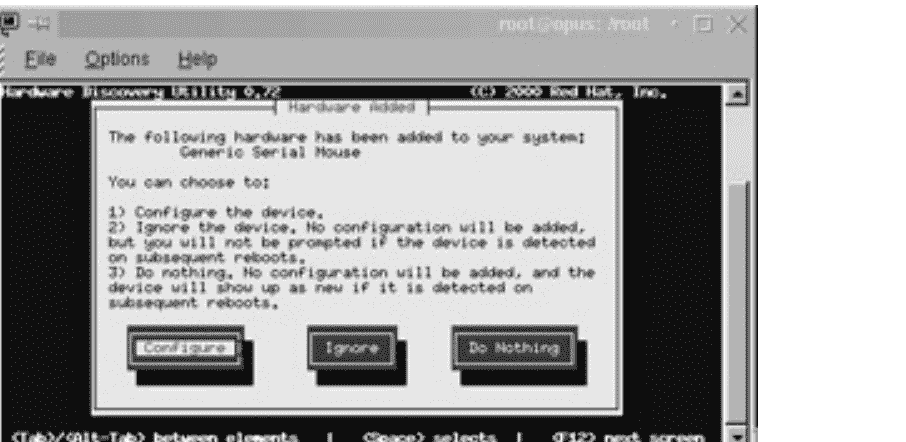 root@opus: /root
File Options Help
Hardware Discovery Utility 0.72 (C) 2000 Red Hat, Inc.
Hardware Added
The following hardware has been added to your system:
Generic Serial Mouse
You can choose to:
1) Configure the device.
2) Ignore the device. No configuration will be added,
but you will not be prompted if the device is detected
on subsequent reboots.
3) Do nothing. No configuration will be added, and the
device will show up as new if it is detected on
subsequent reboots.
Configure Ignore Do Nothing
<Tab>/<Alt-Tab> between elements | <Space> selects | <F12> next screen